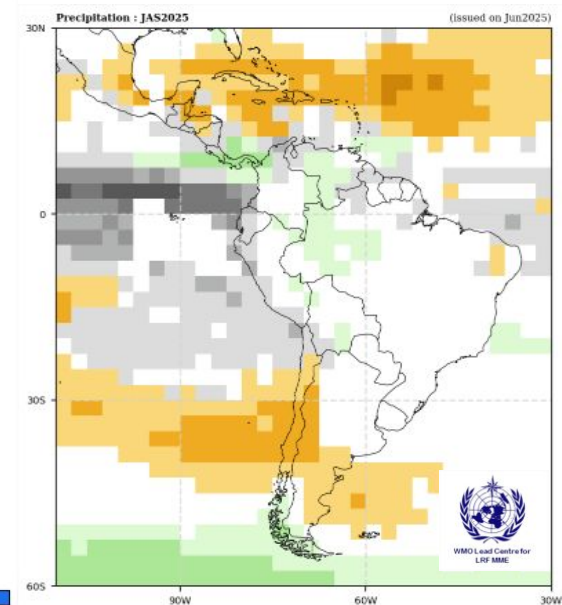 Precipitation : JAS2025
(issued on Jun2025)
30N
0
30S
60S
90W
60W
30W
WMO Lead Centre for
LRF MME